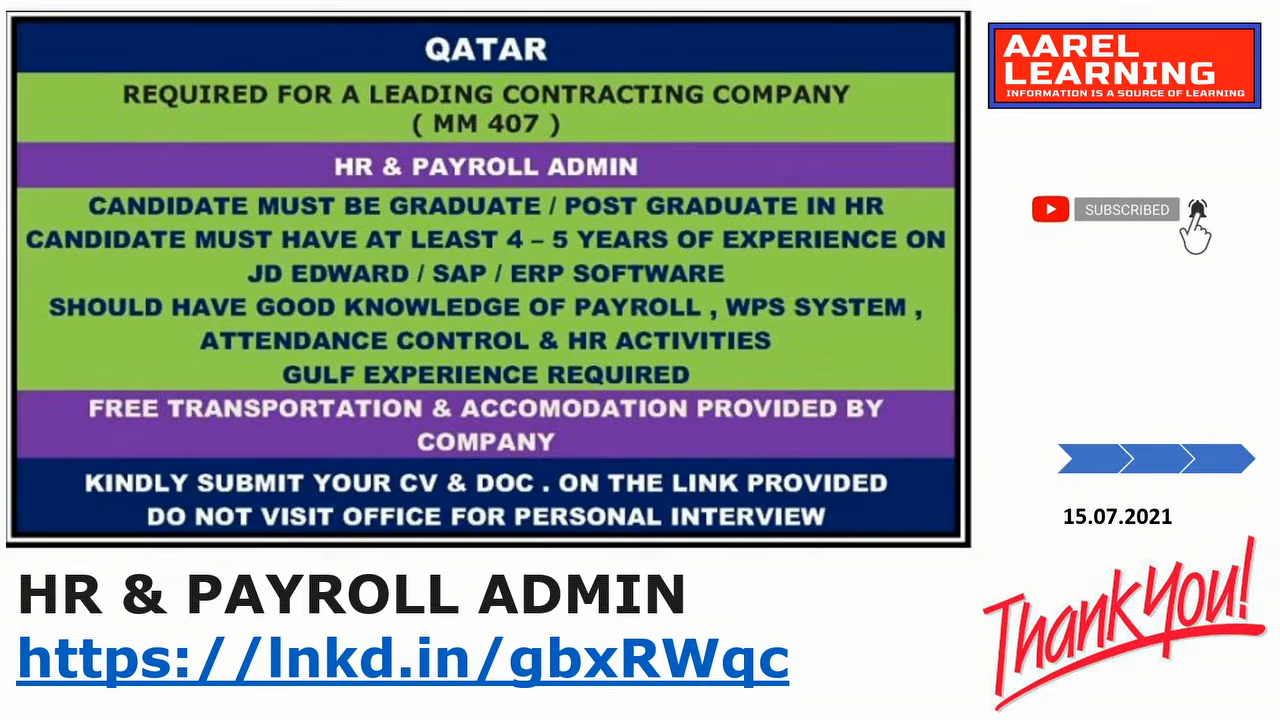 QATAR
REQUIRED FOR A LEADING CONTRACTING COMPANY
( MM 407 )
HR & PAYROLL ADMIN
CANDIDATE MUST BE GRADUATE / POST GRADUATE IN HR
CANDIDATE MUST HAVE AT LEAST 4 – 5 YEARS OF EXPERIENCE ON
JD EDWARD / SAP / ERP SOFTWARE
SHOULD HAVE GOOD KNOWLEDGE OF PAYROLL , WPS SYSTEM ,
ATTENDANCE CONTROL & HR ACTIVITIES
GULF EXPERIENCE REQUIRED
FREE TRANSPORTATION & ACCOMODATION PROVIDED BY
COMPANY
KINDLY SUBMIT YOUR CV & DOC . ON THE LINK PROVIDED
DO NOT VISIT OFFICE FOR PERSONAL INTERVIEW
HR & PAYROLL ADMIN
https://lnkd.in/gbxRWqc
AAREL
LEARNING
INFORMATION IS A SOURCE OF LEARNING
SUBSCRIBED
15.07.2021
Thank You!